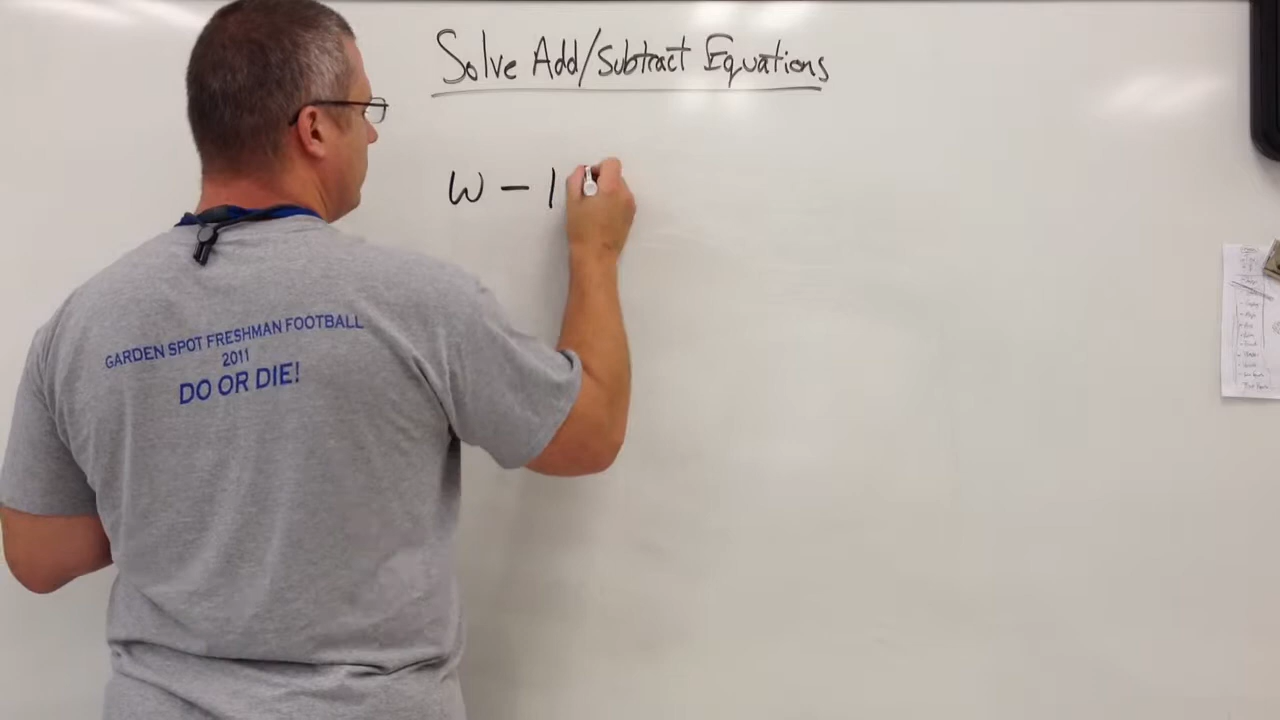 Solve Add/Subtract Equations
w - 1
GARDEN SPOT FRESHMAN FOOTBALL
2011
DO OR DIE!